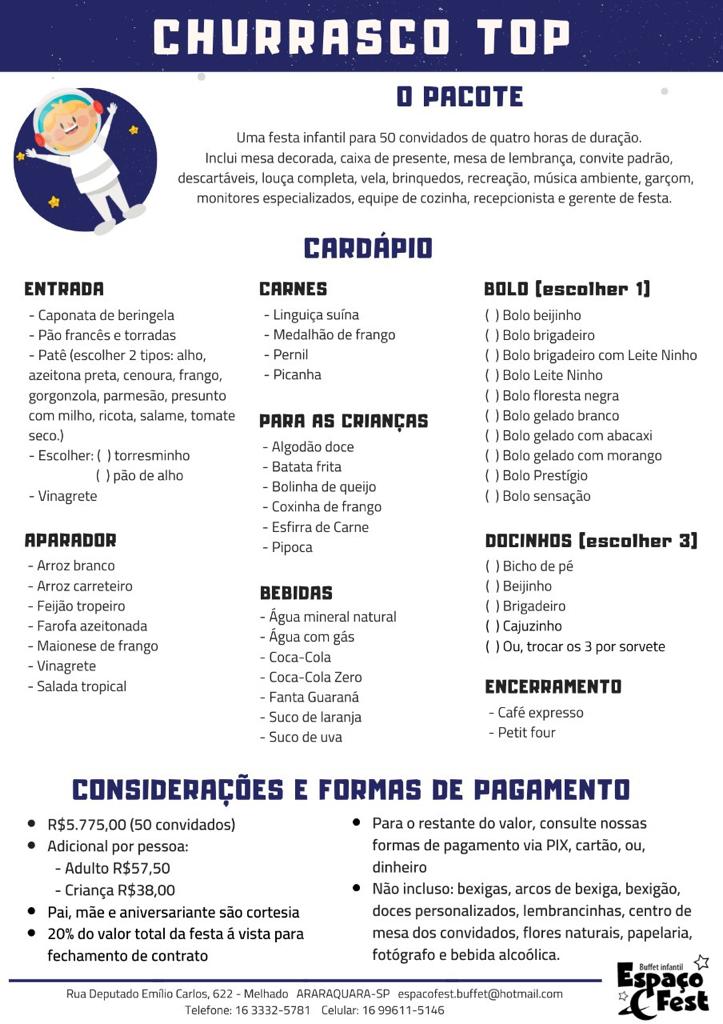 CHURRASCO TOP
O PACOTE
Uma festa infantil para 50 convidados de quatro horas de duração.
Inclui mesa decorada, caixa de presente, mesa de lembrança, convite padrão,
descartáveis, louça completa, vela, brinquedos, recreação, música ambiente, garçom,
monitores especializados, equipe de cozinha, recepcionista e gerente de festa.
CARDÁPIO
ENTRADA
- Caponata de beringela
- Pão francês e torradas
- Patê (escolher 2 tipos: alho,
azeitona preta, cenoura, frango,
gorgonzola, parmesão, presunto
com milho, ricota, salame, tomate
seco.)
- Escolher: ( ) torresminho
( ) pão de alho
- Vinagrete
APARADOR
- Arroz branco
- Arroz carreteiro
- Feijão tropeiro
- Farofa azeitonada
- Maionese de frango
- Vinagrete
- Salada tropical
CARNES
- Linguiça suína
- Medalhão de frango
- Pernil
- Picanha
PARA AS CRIANÇAS
- Algodão doce
- Batata frita
- Bolinha de queijo
- Coxinha de frango
- Esfirra de Carne
- Pipoca
BEBIDAS
- Água mineral natural
- Água com gás
- Coca-Cola
- Coca-Cola Zero
- Fanta Guaraná
- Suco de laranja
- Suco de uva
BOLO (escolher 1)
( ) Bolo beijinho
( ) Bolo brigadeiro
( ) Bolo brigadeiro com Leite Ninho
( ) Bolo Leite Ninho
( ) Bolo floresta negra
( ) Bolo gelado branco
( ) Bolo gelado com abacaxi
( ) Bolo gelado com morango
( ) Bolo Prestígio
( ) Bolo sensação
DOCINHOS (escolher 3)
( ) Bicho de pé
( ) Beijinho
( ) Brigadeiro
( ) Cajuzinho
( ) Ou, trocar os 3 por sorvete
ENCERRAMENTO
- Café expresso
- Petit four
CONSIDERAÇÕES E FORMAS DE PAGAMENTO
• R$5.775,00 (50 convidados)
• Adicional por pessoa:
- Adulto R$57,50
- Criança R$38,00
• Pai, mãe e aniversariante são cortesia
• 20% do valor total da festa á vista para
fechamento de contrato
• Para o restante do valor, consulte nossas
formas de pagamento via PIX, cartão, ou,
dinheiro
• Não incluso: bexigas, arcos de bexiga, bexigão,
doces personalizados, lembrancinhas, centro de
mesa dos convidados, flores naturais, papelaria,
fotógrafo e bebida alcoólica.
Rua Deputado Emílio Carlos, 622 - Melhado ARARAQUARA-SP espacofest.buffet@hotmail.com
Telefone: 16 3332-5781 Celular: 16 99611-5146
Buffet infantil
Espaço
Fest